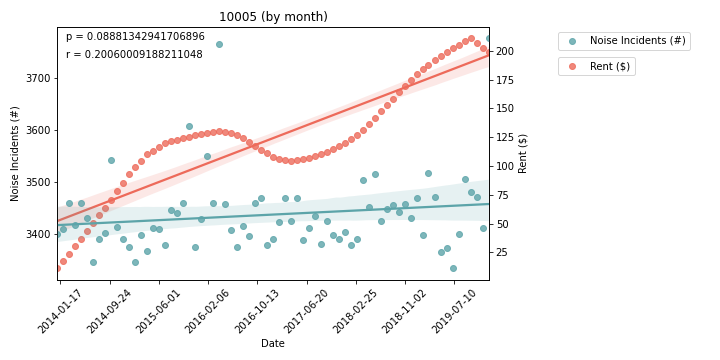 10005 (by month)
p = 0.08881342941706896
r = 0.20060009188211048
Noise Incidents (#)
Rent ($)
Noise Incidents (#)
3700
3600
3500
3400
200
175
150
125
100
75
50
25
Rent ($)
2014-01-17
2014-09-24
2015-06-01
2016-02-06
2016-10-13
2017-06-20
2018-02-25
2018-11-02
2019-07-10
Date